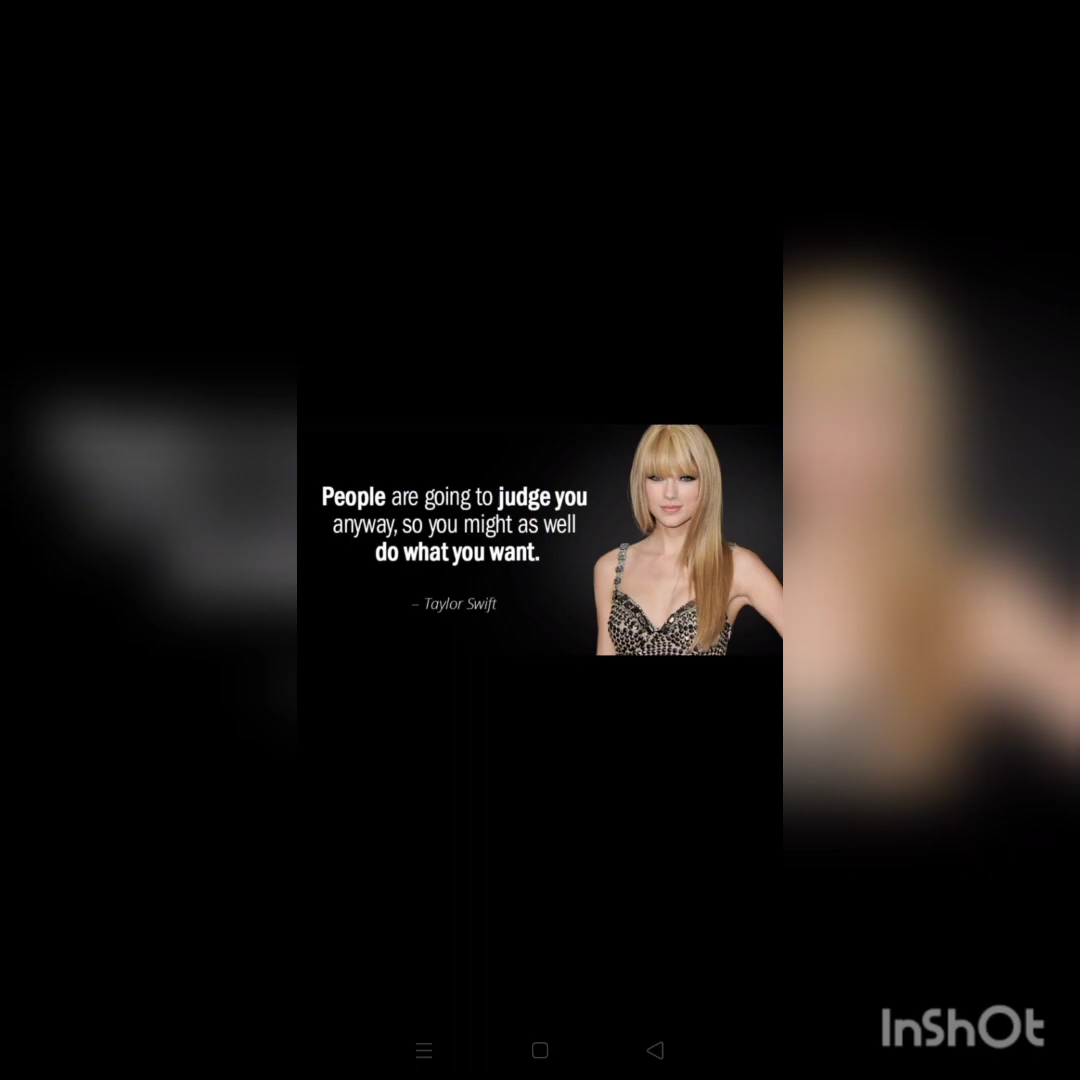 People are going to judge you
anyway, so you might as well
do what you want.
– Taylor Swift
InShOt